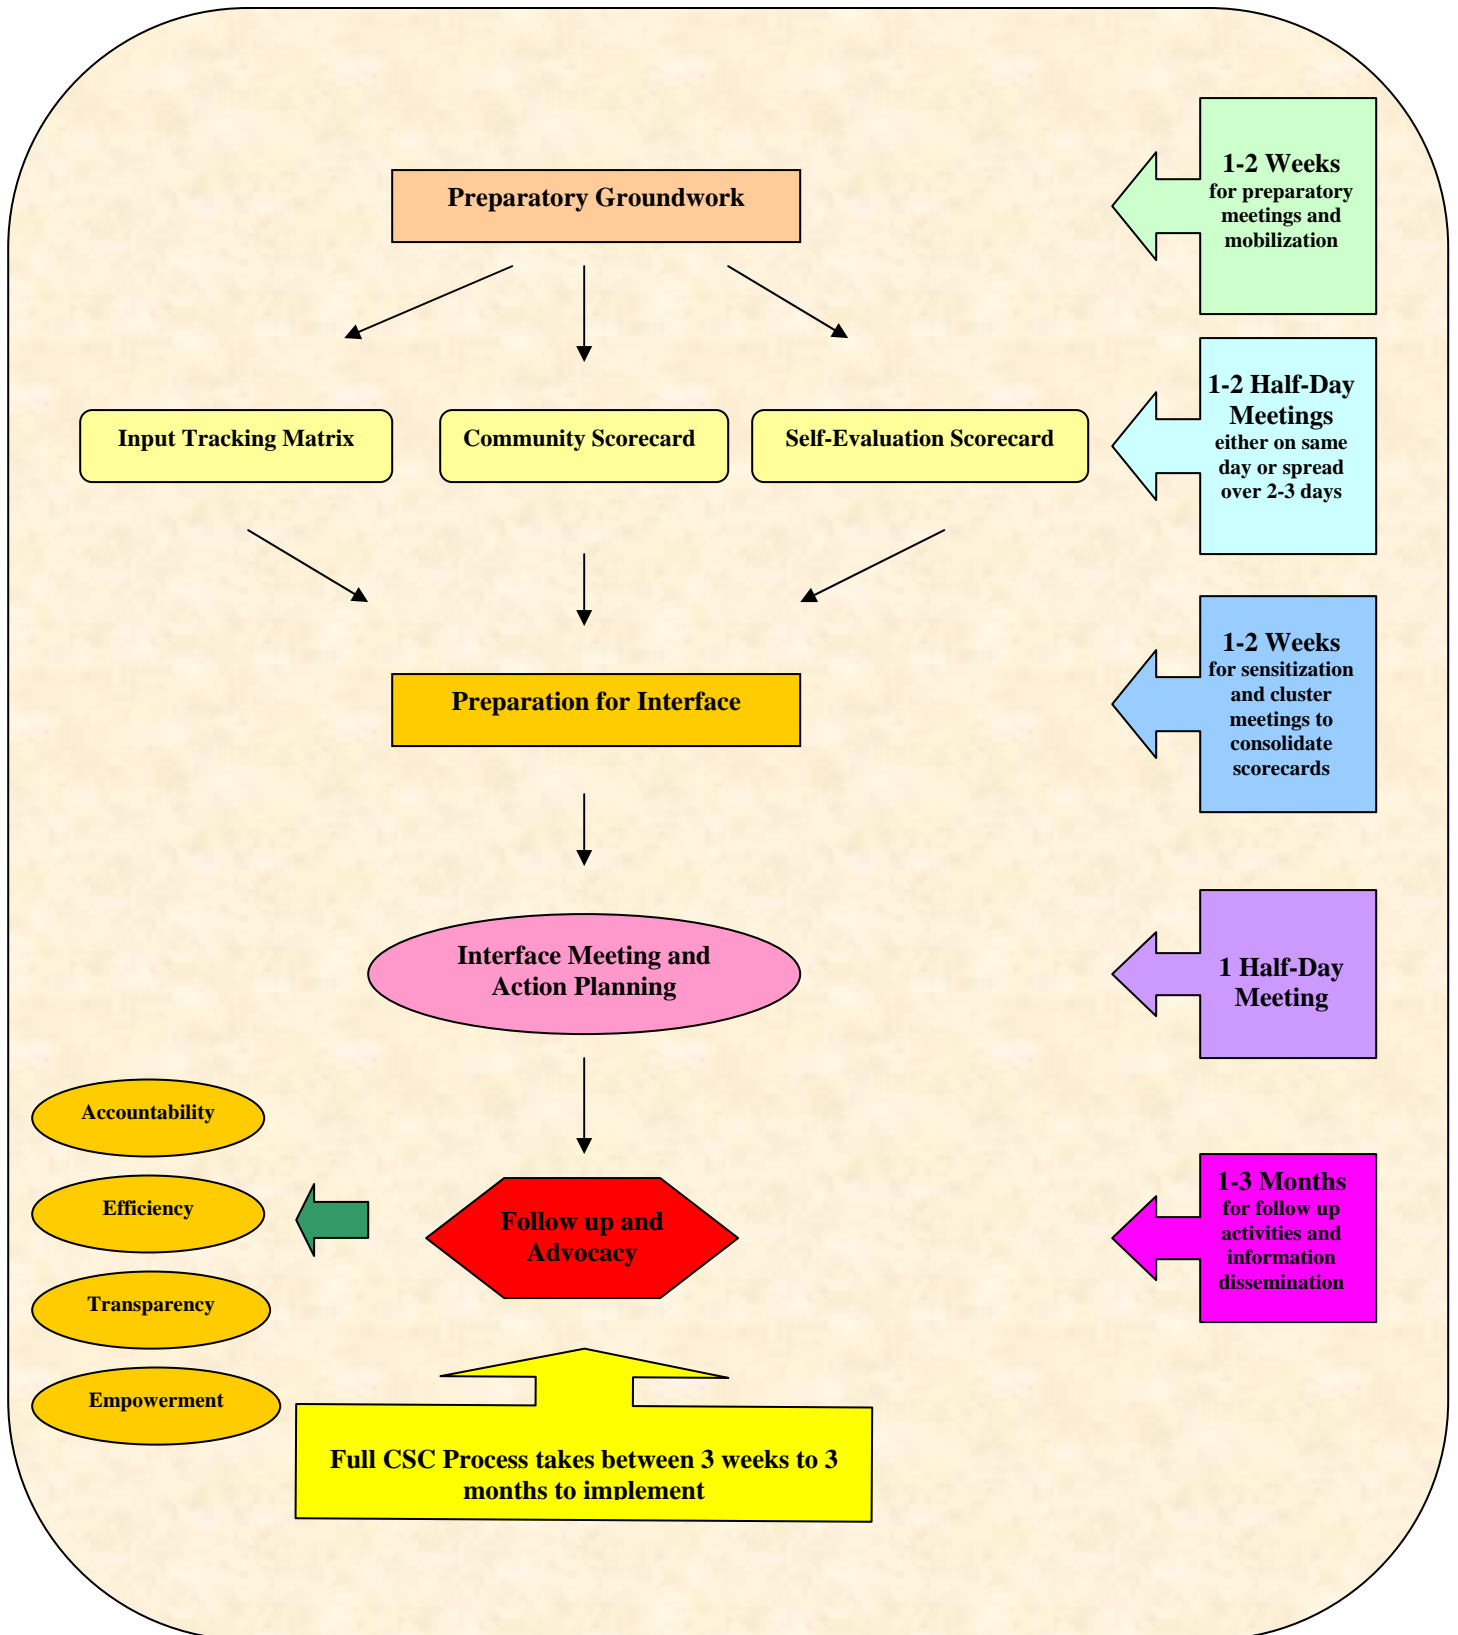 Preparatory Groundwork
1-2 Weeks
for preparatory
meetings and
mobilization
Input Tracking Matrix
Community Scorecard
Self-Evaluation Scorecard
1-2 Half-Day
Meetings
either on same
day or spread
over 2-3 days
Preparation for Interface
1-2 Weeks
for sensitization
and cluster
meetings to
consolidate
scorecards
Interface Meeting and
Action Planning
1 Half-Day
Meeting
Follow up and
Advocacy
1-3 Months
for follow up
activities and
information
dissemination
Accountability
Efficiency
Transparency
Empowerment
Full CSC Process takes between 3 weeks to 3
months to implement